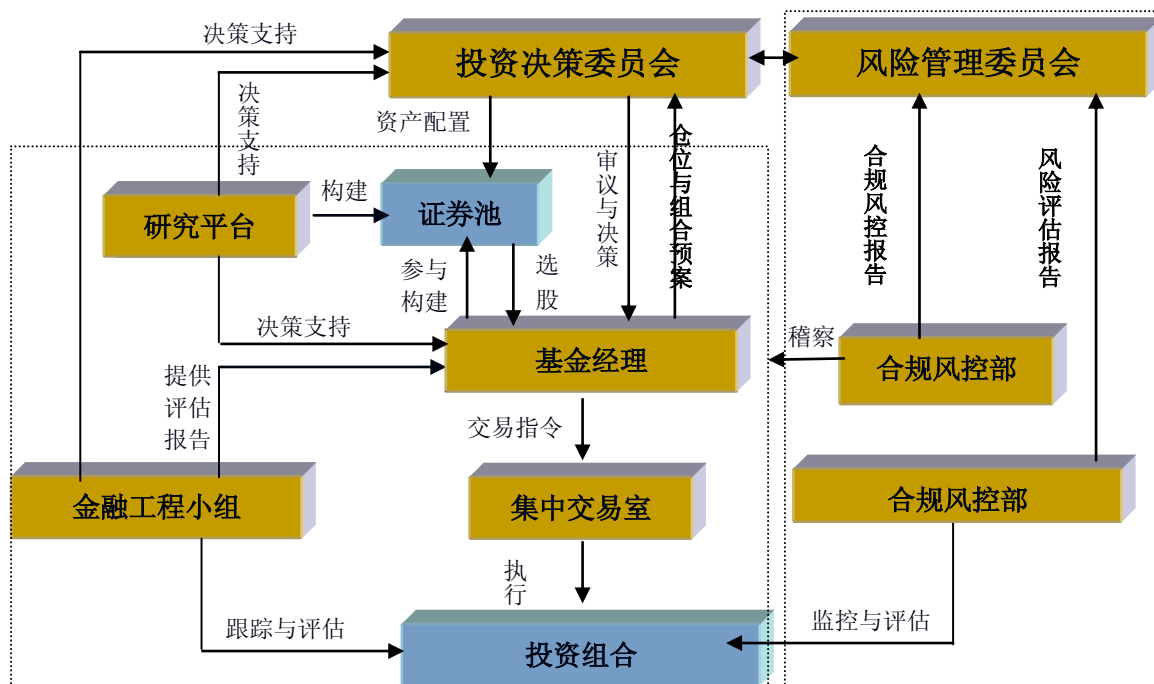 决策支持
投资决策委员会
风险管理委员会
决策支持
资产配置
审议与决策
仓位与组合预案
合规风控报告
风险评估报告
研究平台
构建
证券池
参与
构建
选股
决策支持
基金经理
稽察
合规风控部
提供
评估
报告
交易指令
金融工程小组
集中交易室
合规风控部
执行
跟踪与评估
投资组合
监控与评估